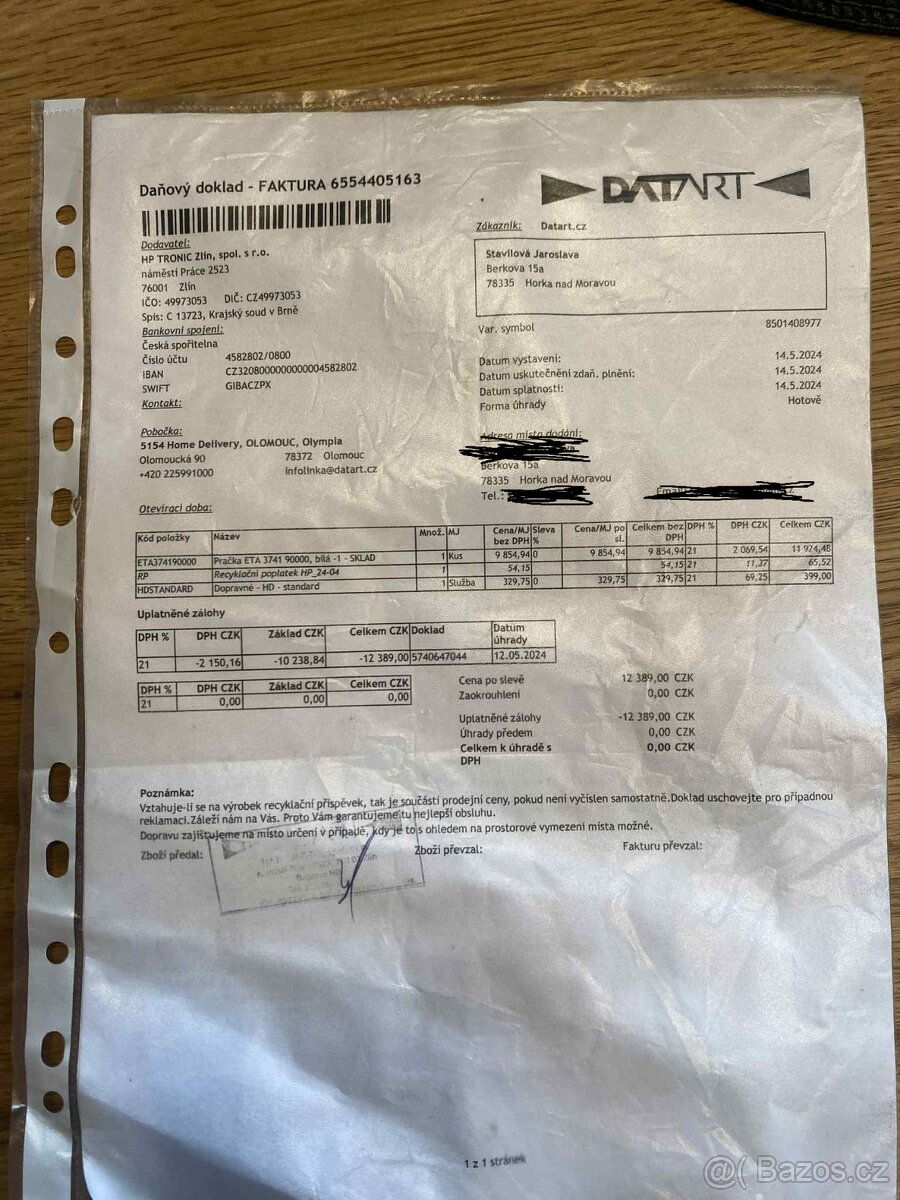 Daňový doklad - FAKTURA 6554405163
DATART
Dodavatel:
HP TRONIC Zlín, spol. s r.o.
náměstí Práce 2523
76001 Zlín
IČO: 49973053 DIČ: CZ49973053
Spis: C 13723, Krajský soud v Brně
Bankovní spojení:
Česká spořitelna
Číslo účtu 4582802/0800
IBAN CZ3208000000000004582802
SWIFT GIBACZPX
Kontakt:
Zákazník: Datart.cz
Stavilová Jaroslava
Berkova 15a
78335 Horka nad Moravou
Var. symbol 8501408977
Datum vystavení: 14.5.2024
Datum uskutečnění zdaň. plnění: 14.5.2024
Datum splatnosti: 14.5.2024
Forma úhrady Hotově
Pobočka:
5154 Home Delivery, OLOMOUC, Olympia
Olomoucká 90 78372 Olomouc
+420 225991000 infolinka@datart.cz
Otevírací doba:
Adresa místa dodání:
Berkova 15a
78335 Horka nad Moravou
Tel.:
Kód položky Název Množ. MJ Cena/MJ bez DPH Sleva % Cena/MJ po sl. Celkem bez DPH DPH % DPH CZK Celkem CZK
ETA374190000 Pračka ETA 3741 90000, bílá -1 - SKLAD 1 Kus 9 854,94 0 9 854,94 9 854,94 21 2 069,54 11 924,48
RP Recyklační poplatek HP_24-04 1 54,15 54,15 21 11,37 65,52
HDSTANDARD Dopravné - HD - standard 1 Služba 329,75 0 329,75 329,75 21 69,25 399,00
Uplatněné zálohy
DPH % DPH CZK Základ CZK Celkem CZK Doklad Datum úhrady
21 -2 150,16 -10 238,84 -12 389,00 5740647044 12.05.2024
DPH % DPH CZK Základ CZK Celkem CZK
21 0,00 0,00 0,00
Cena po slevě 12 389,00 CZK
Zaokrouhlení 0,00 CZK
Uplatněné zálohy -12 389,00 CZK
Úhrady předem 0,00 CZK
Celkem k úhradě s DPH 0,00 CZK
Poznámka:
Vztahuje-li se na výrobek recyklační příspěvek, tak je součástí prodejní ceny, pokud není vyčíslen samostatně.Doklad uschovejte pro případnou
reklamaci.Záleží nám na Vás. Proto Vám garantujeme tu nejlepší obsluhu.
Dopravu zajišťujeme na místo určení v případě, kdy je to s ohledem na prostorové vymezení místa možné.
Zboží předal: Zboží převzal: Fakturu převzal:
1 z 1 stránek
@( Bazos.cz